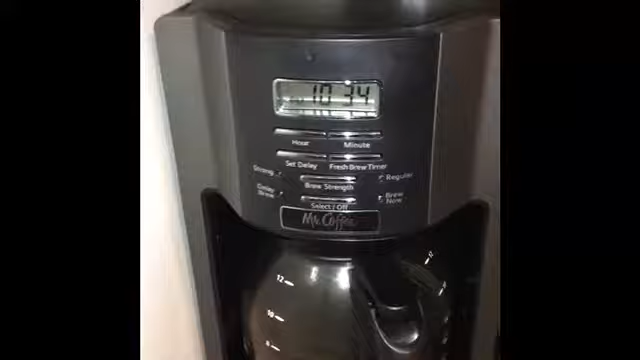 10 34
Hour Minute
Set Delay Fresh Brew Timer
Strong Regular
Brew Strength
Delay Brew Brew Now
Select / Off
Mr. Coffee
12 12
10